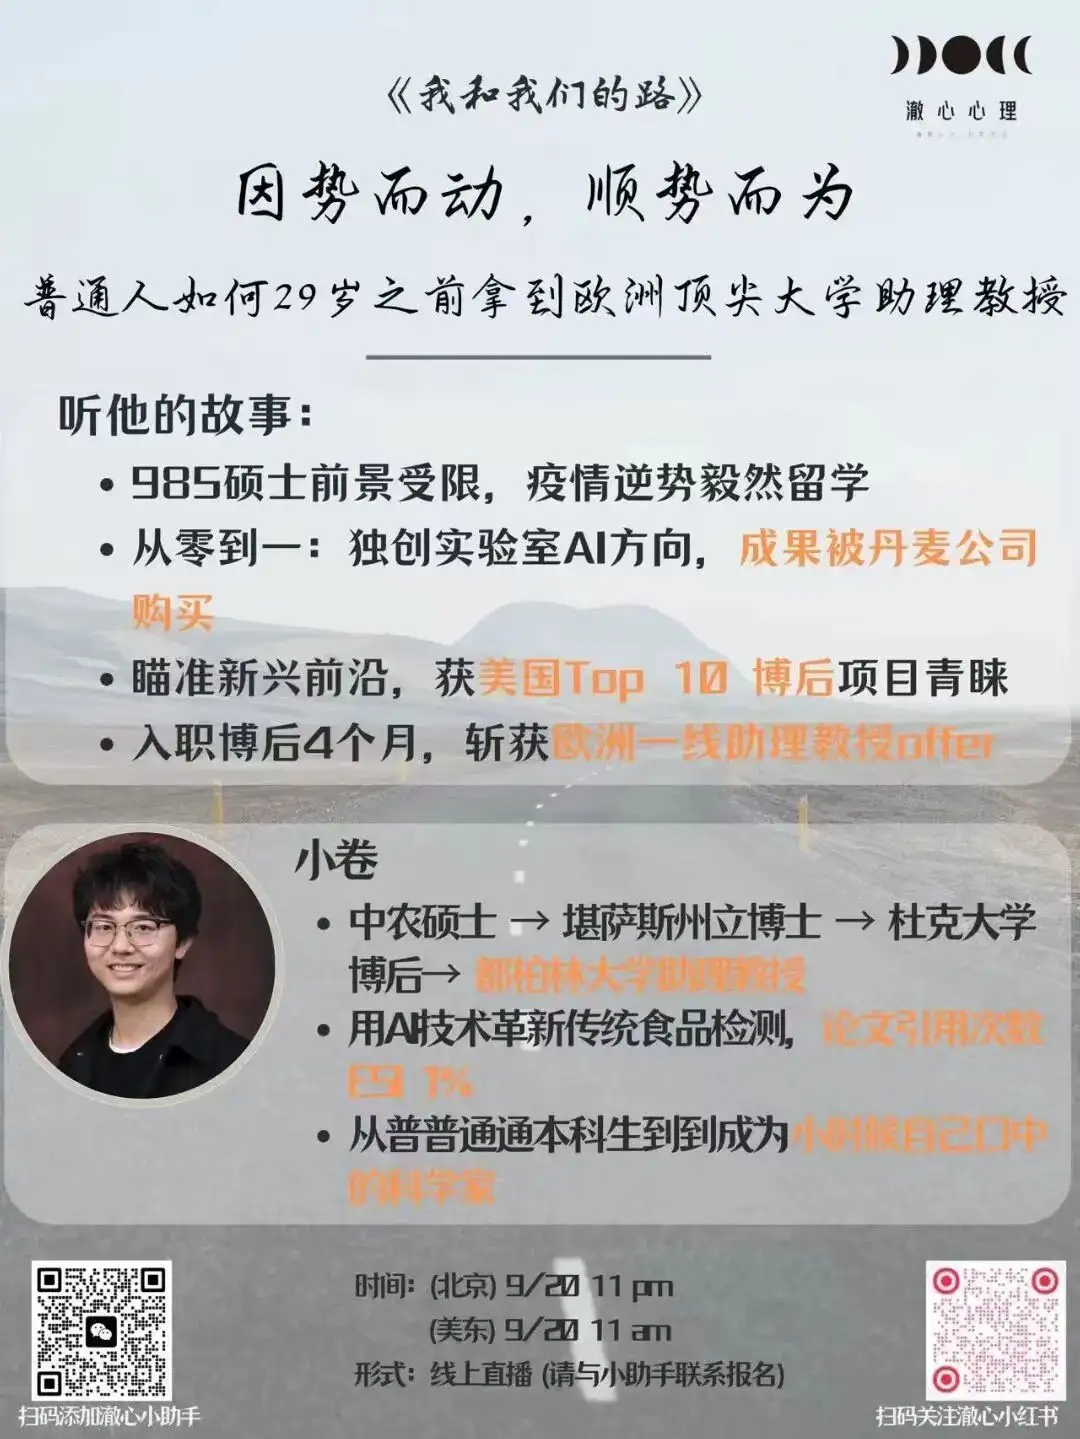 《我和我们的路》
澈心心理
因势而动，顺势而为
普通人如何29岁之前拿到欧洲顶尖大学助理教授
听他的故事：
• 985硕士前景受限，疫情逆势毅然留学
• 从零到一：独创实验室AI方向，成果被丹麦公司
购买
• 瞄准新兴前沿，获美国Top 10 博后项目青睐
• 入职博后4个月，斩获欧洲一线助理教授offer
小卷
• 中农硕士 → 堪萨斯州立博士 → 杜克大学
博后→ 都柏林大学助理教授
• 用AI技术革新传统食品检测，论文引用次数
ESI 1%
• 从普普通通本科生到到成为小时候自己口中
的科学家
时间：(北京) 9/20 11 pm
(美东) 9/20 11 am
形式：线上直播 (请与小助手联系报名)
扫码添加澈心小助手
扫码关注澈心小红书